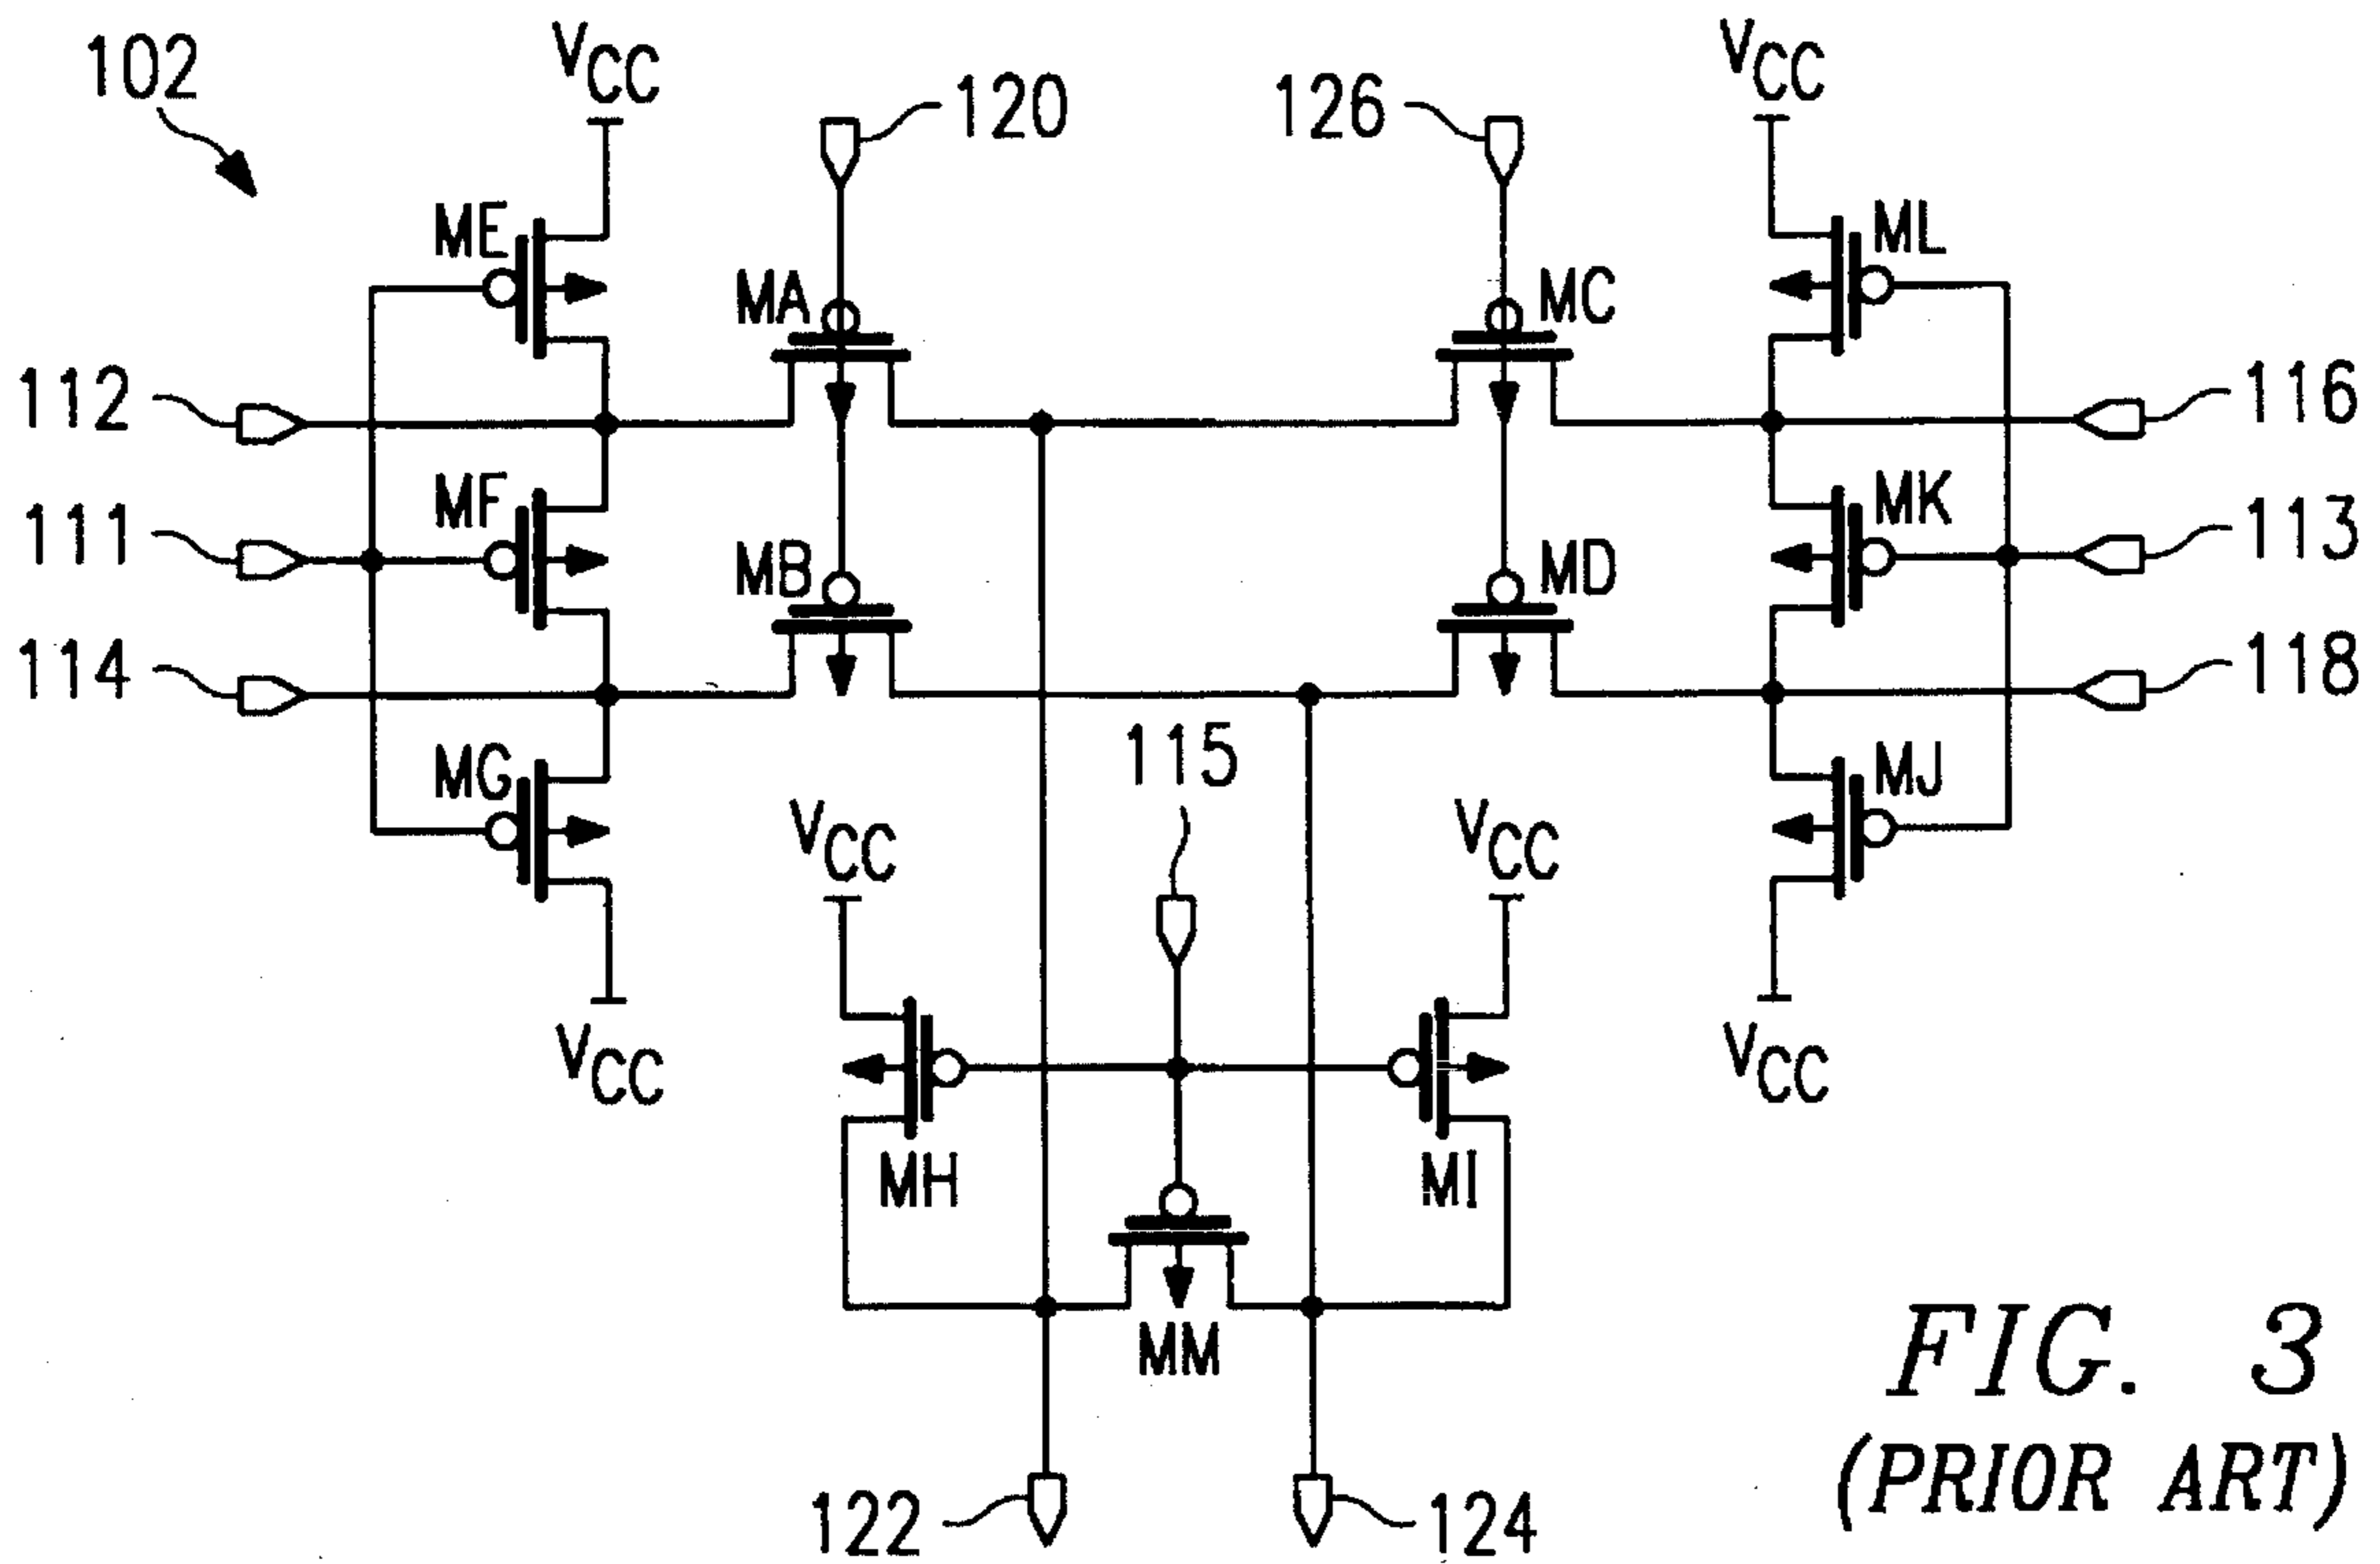 102
VCC
120
126
VCC
ME
MA
MC
ML
112
116
MF
MK
111
113
MB
MD
114
118
MG
115
MJ
VCC
VCC
VCC
VCC
MH
MI
MM
FIG. 3
(PRIOR ART)
122
124